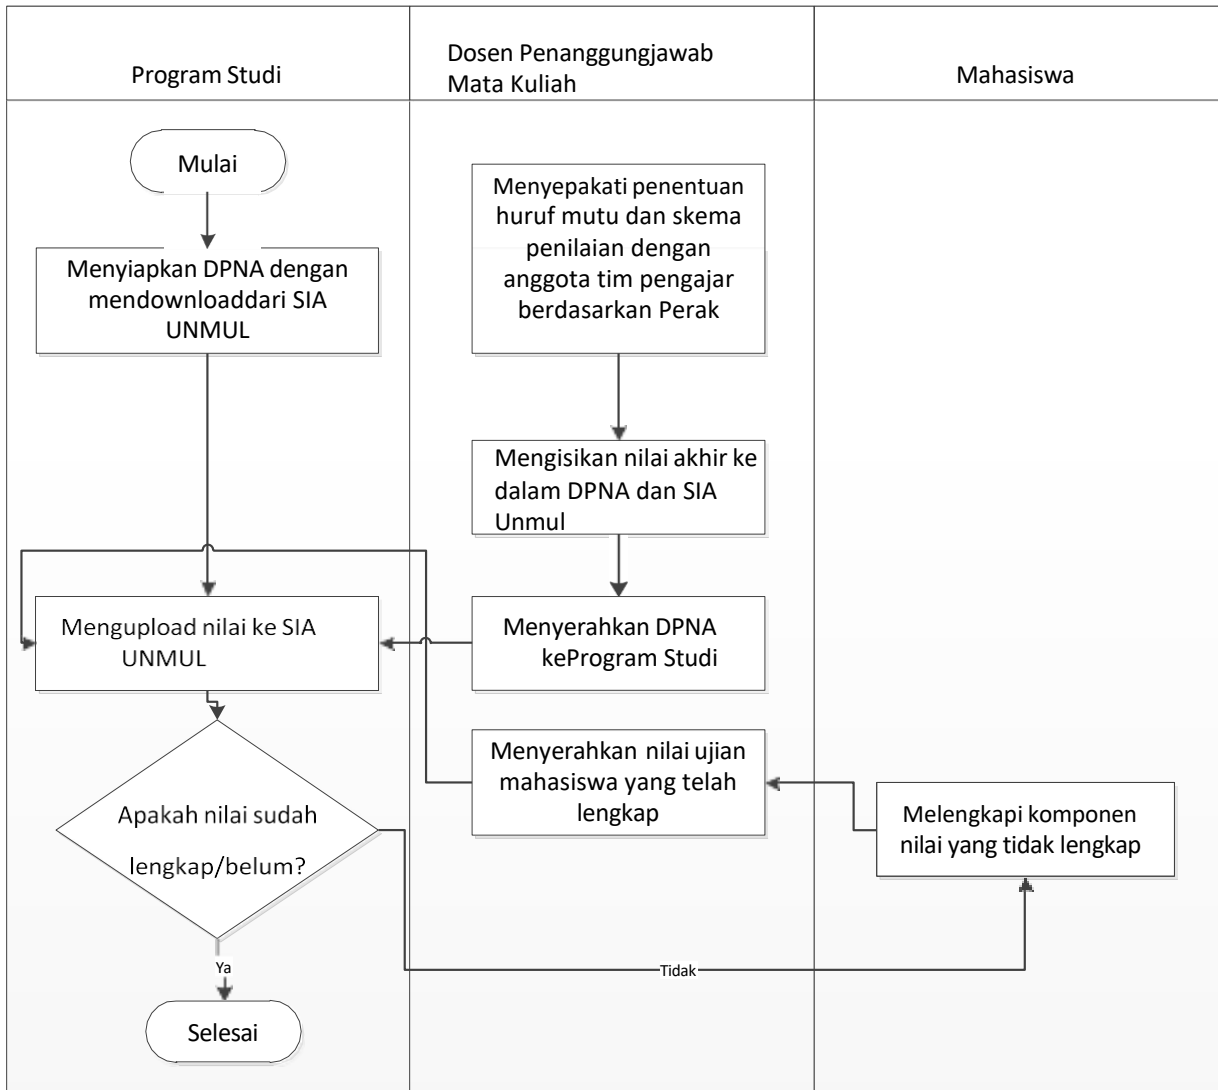 Program Studi
Dosen Penanggungjawab
Mata Kuliah
Mahasiswa
Mulai
Menyiapkan DPNA dengan
mendownloaddari SIA
UNMUL
Menyepakati penentuan
huruf mutu dan skema
penilaian dengan
anggota tim pengajar
berdasarkan Perak
Mengisikan nilai akhir ke
dalam DPNA dan SIA
Unmul
Mengupload nilai ke SIA
UNMUL
Menyerahkan DPNA
keProgram Studi
Menyerahkan nilai ujian
mahasiswa yang telah
lengkap
Apakah nilai sudah
lengkap/belum?
Melengkapi komponen
nilai yang tidak lengkap
Ya
Tidak
Selesai